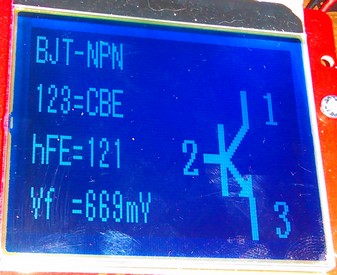 BJT-NPN
123=CBE
hFE=121
Vf =669mV
1
2
3